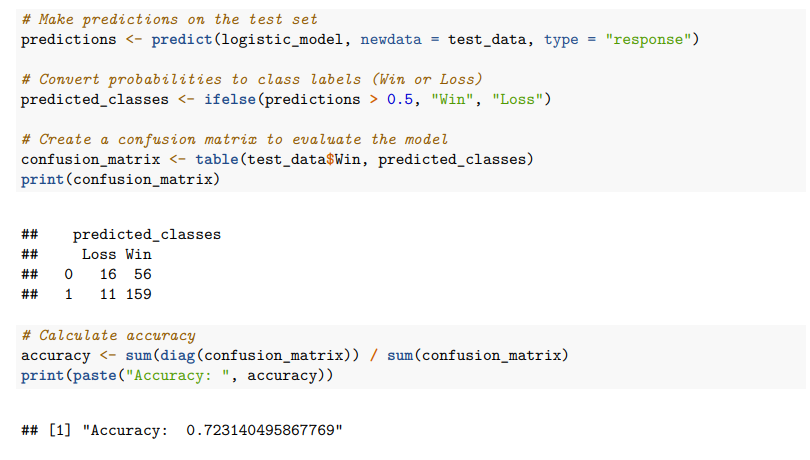 # Make predictions on the test set
predictions <- predict(logistic_model, newdata = test_data, type = "response")
# Convert probabilities to class labels (Win or Loss)
predicted_classes <- ifelse(predictions > 0.5, "Win", "Loss")
# Create a confusion matrix to evaluate the model
confusion_matrix <- table(test_data$Win, predicted_classes)
print(confusion_matrix)
##    predicted_classes
##     Loss Win
##   0   16  56
##   1   11 159
# Calculate accuracy
accuracy <- sum(diag(confusion_matrix)) / sum(confusion_matrix)
print(paste("Accuracy: ", accuracy))
## [1] "Accuracy:  0.723140495867769"